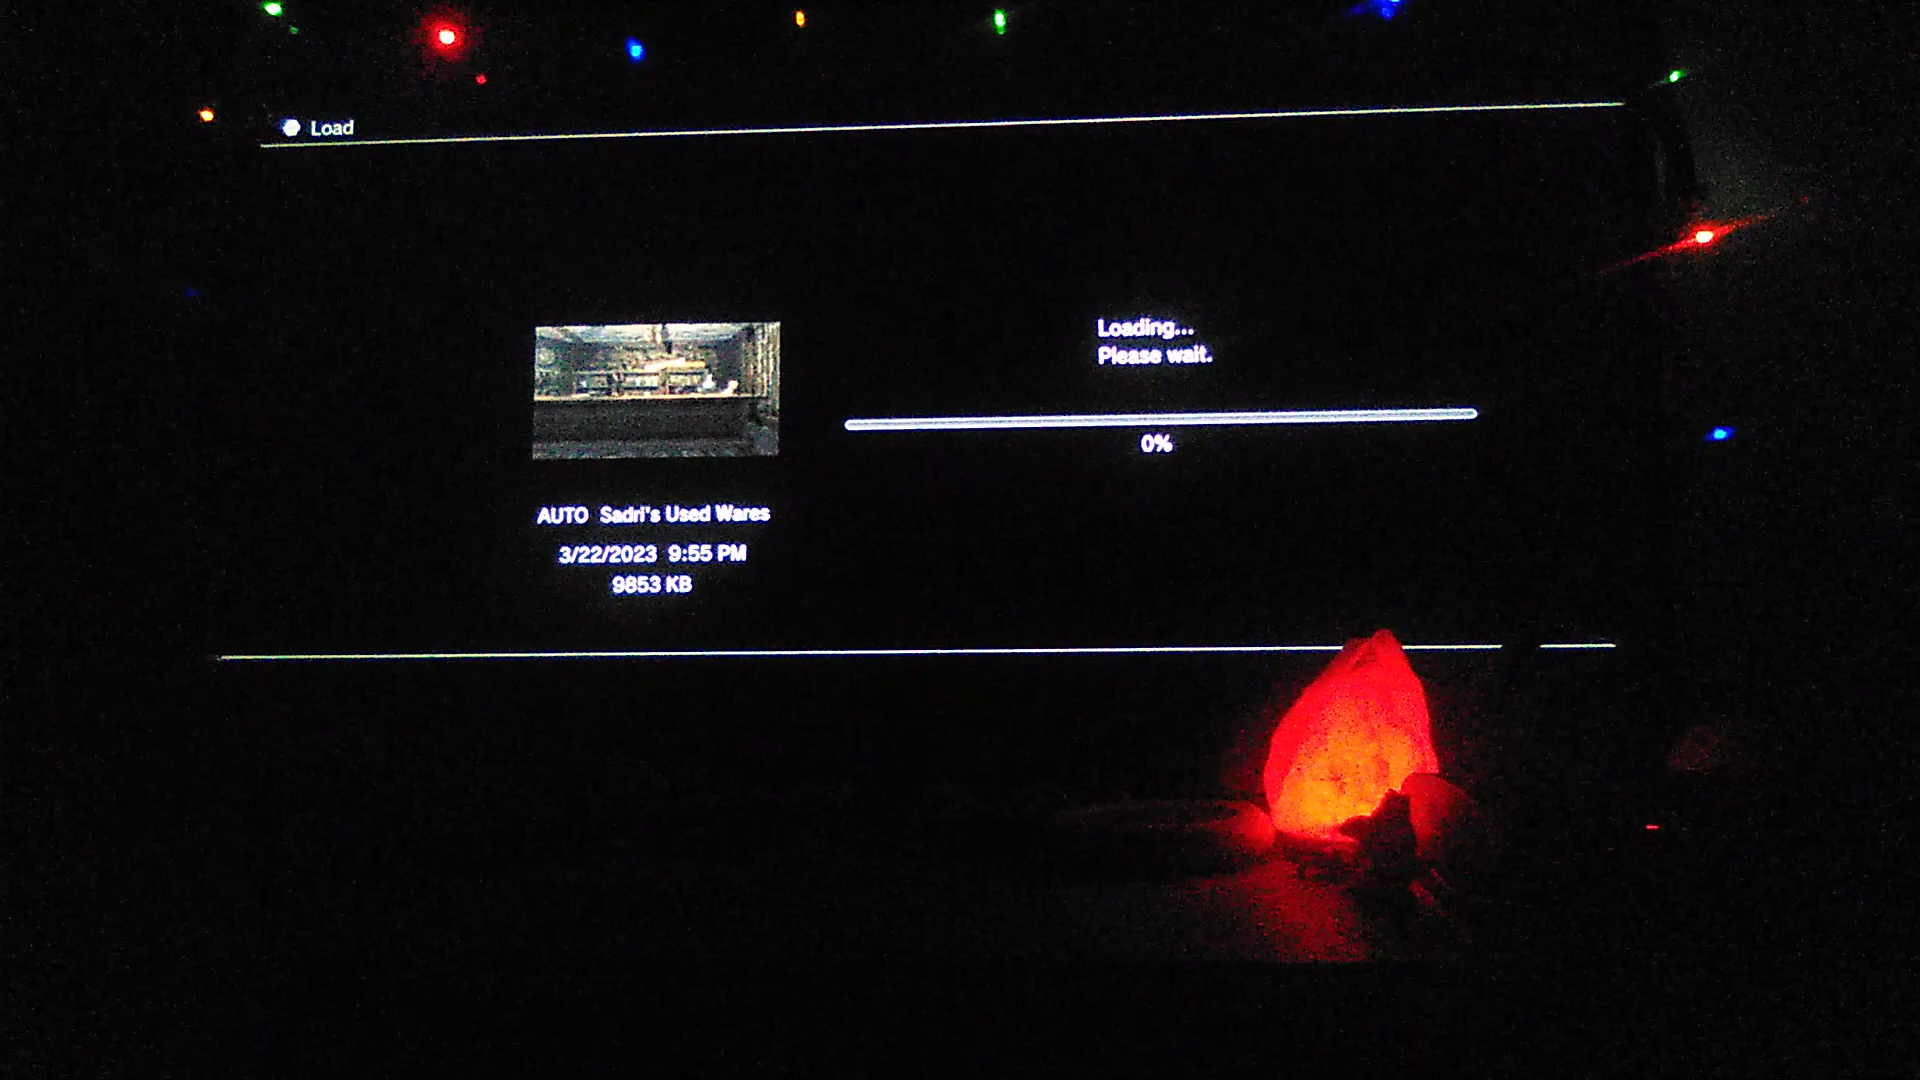 Load
Loading...
Please wait.
0%
AUTO Sadri's Used Wares
3/22/2023 9:55 PM
9853 KB